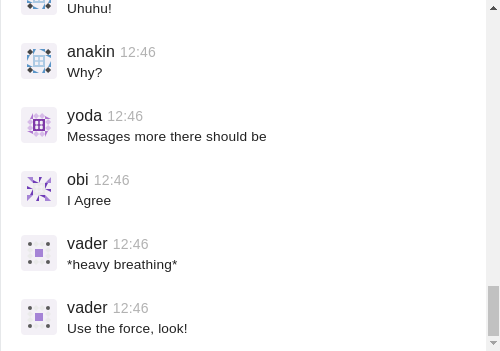 Uhuhu!
anakin 12:46
Why?
yoda 12:46
Messages more there should be
obi 12:46
I Agree
vader 12:46
*heavy breathing*
vader 12:46
Use the force, look!